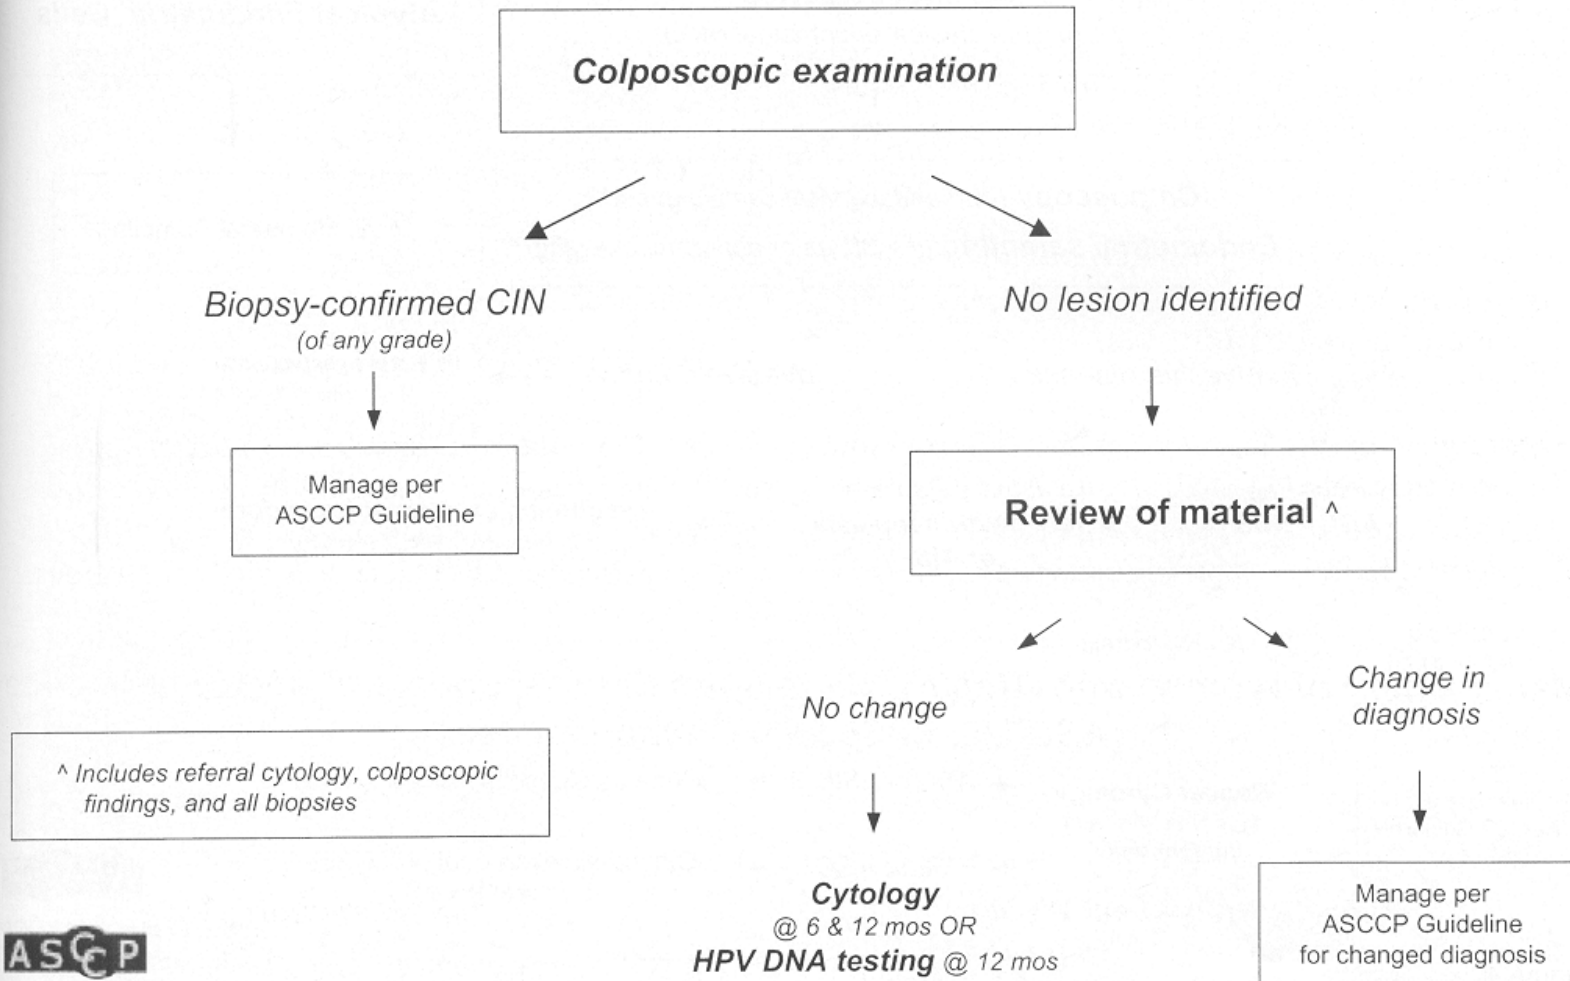 Colposcopic examination
Biopsy-confirmed CIN
(of any grade)
No lesion identified
Manage per
ASCCP Guideline
Review of material ^
No change
Change in
diagnosis
^ Includes referral cytology, colposcopic
findings, and all biopsies
Cytology
@ 6 & 12 mos OR
HPV DNA testing @ 12 mos
Manage per
ASCCP Guideline
for changed diagnosis
ASCCP